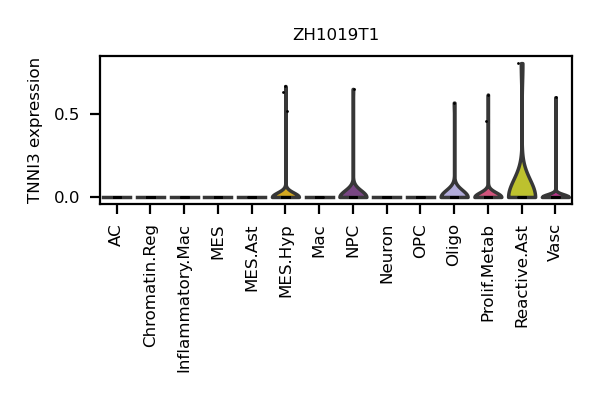 ZH1019T1
TNNI3 expression
0.5
0.0
AC
Chromatin.Reg
Inflammatory.Mac
MES
MES.Ast
MES.Hyp
Mac
NPC
Neuron
OPC
Oligo
Prolif.Metab
Reactive.Ast
Vasc